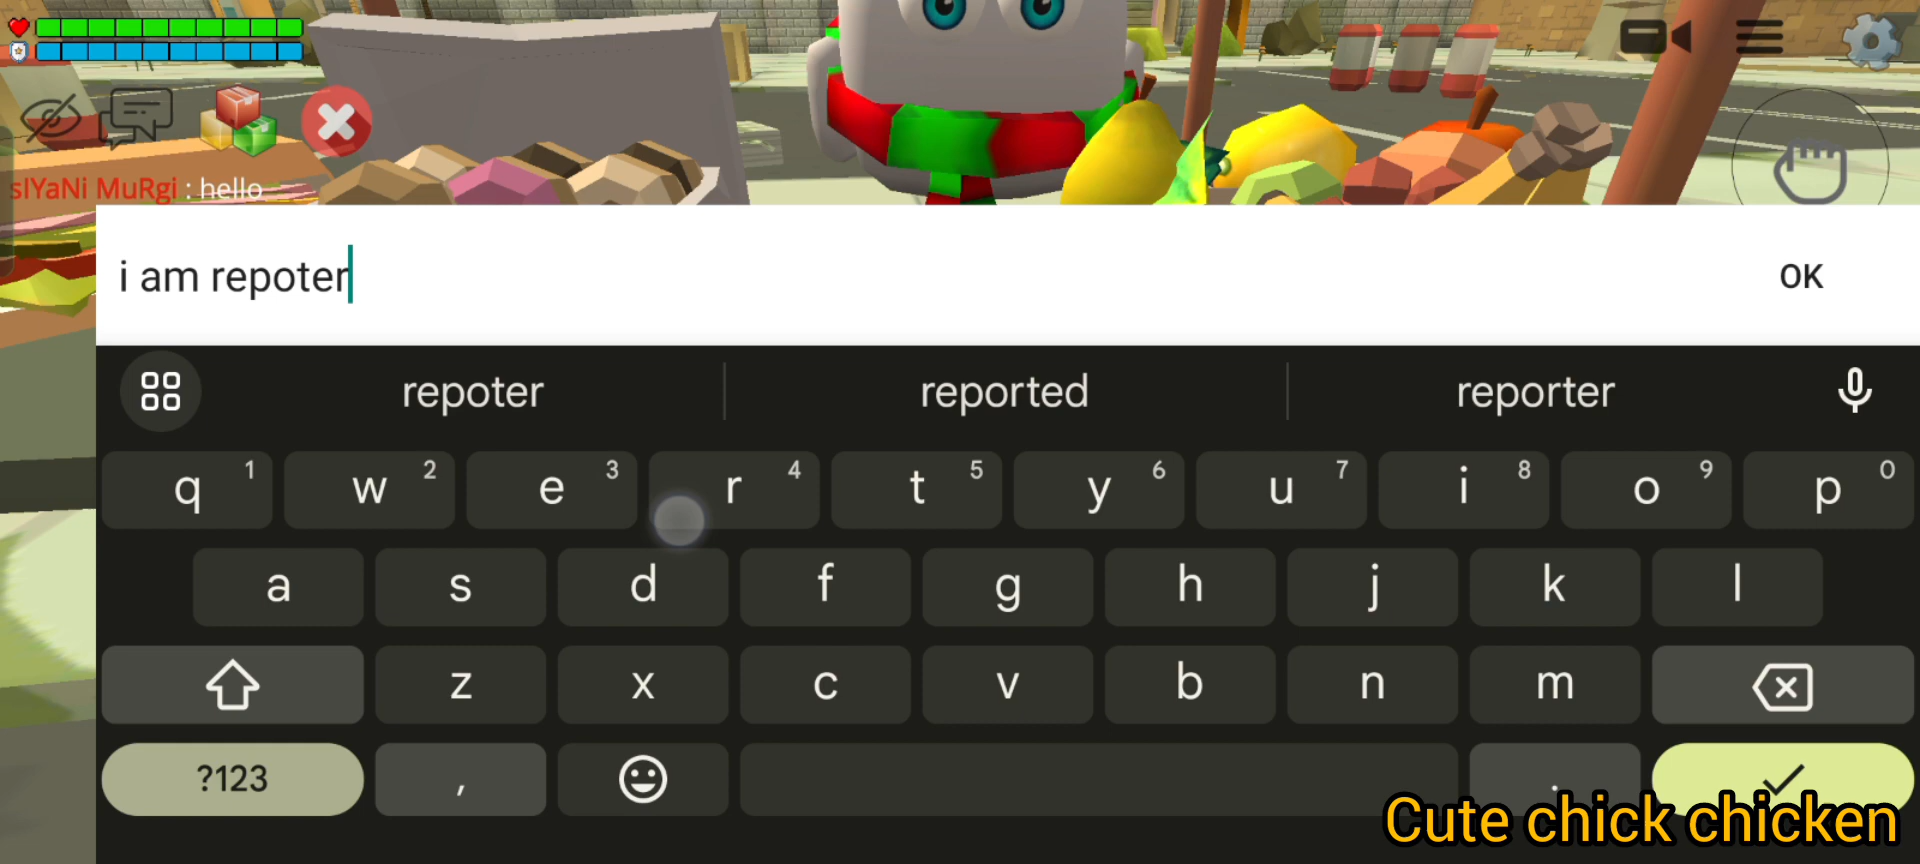 sIYaNi MuRgi : hello
i am repoter
OK
repoter reported reporter
q 1 w 2 e 3 r 4 t 5 y 6 u 7 i 8 o 9 p 0
a s d f g h j k l
z x c v b n m
?123 , .
Cute chick chicken